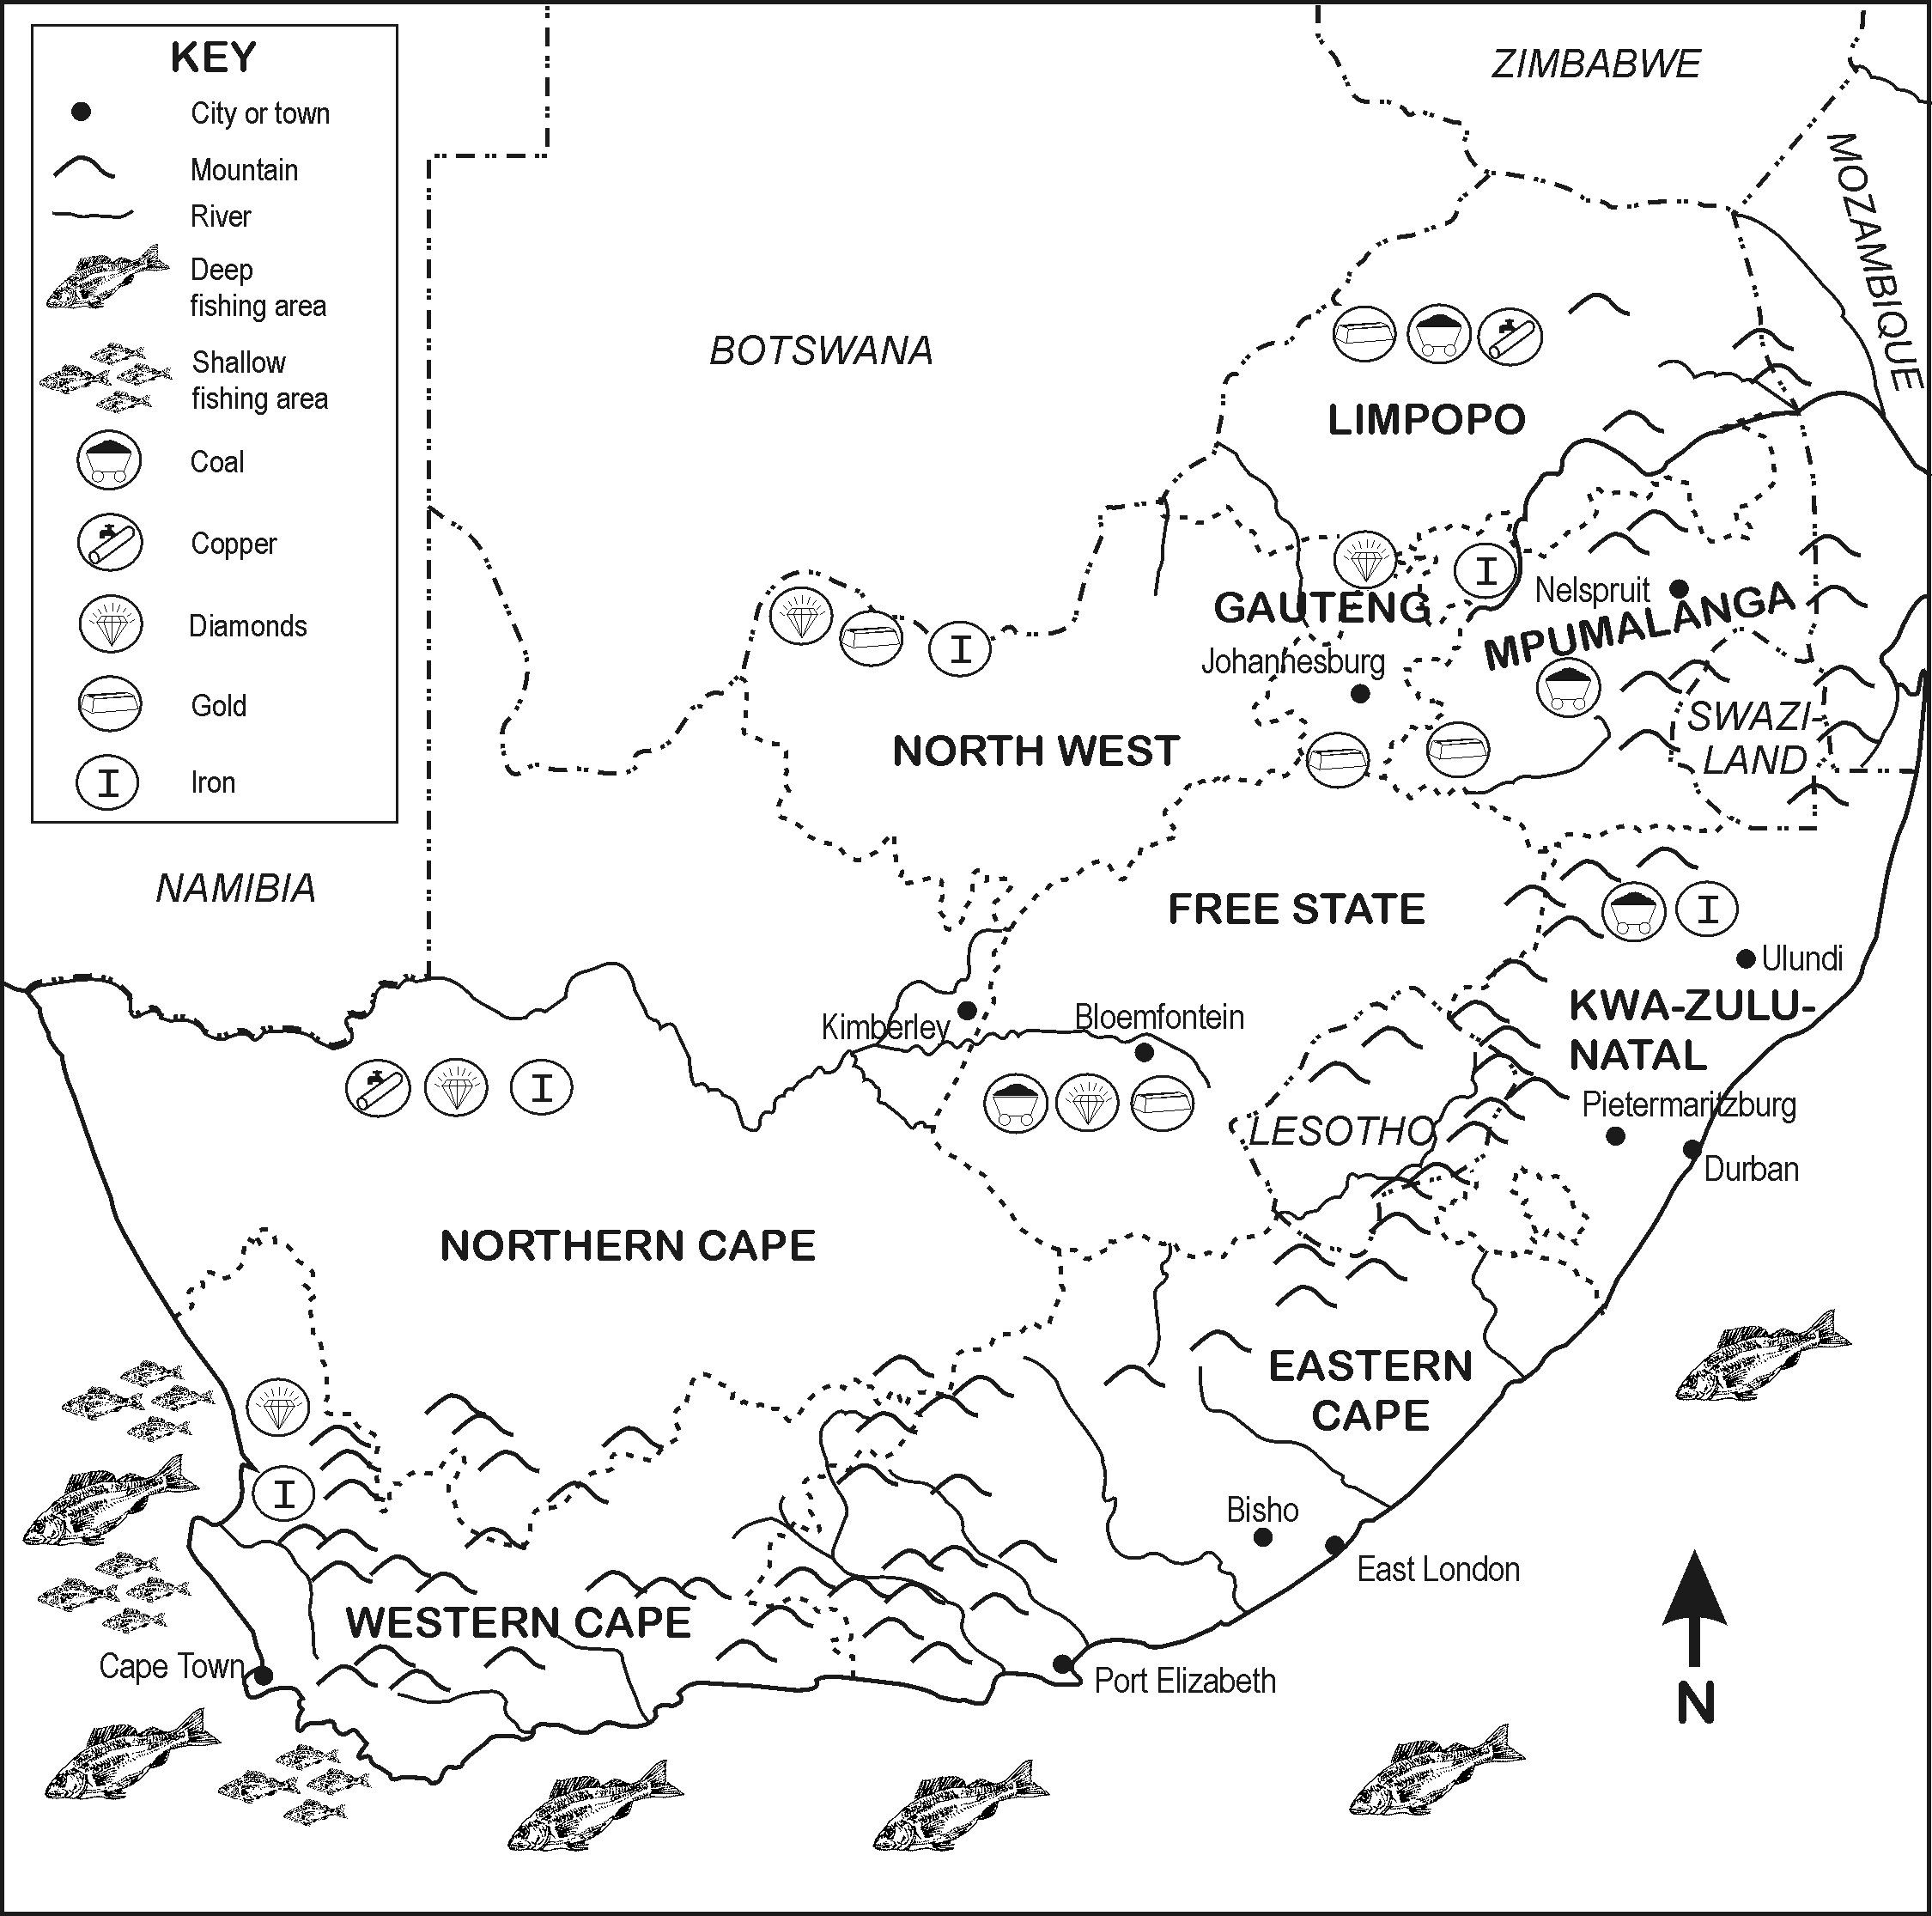 KEY
City or town
Mountain
River
Deep
fishing area
Shallow
fishing area
Coal
Copper
Diamonds
Gold
I
Iron
ZIMBABWE
MOZAMBIQUE
BOTSWANA
LIMPOPO
I
Nelspruit
GAUTENG
MPUMALANGA
I
Johannesburg
SWAZI-
LAND
NORTH WEST
NAMIBIA
FREE STATE
I
Ulundi
KWA-ZULU-
NATAL
Kimberley
Bloemfontein
I
Pietermaritzburg
LESOTHO
Durban
NORTHERN CAPE
EASTERN
CAPE
I
Bisho
East London
WESTERN CAPE
Cape Town
Port Elizabeth
N